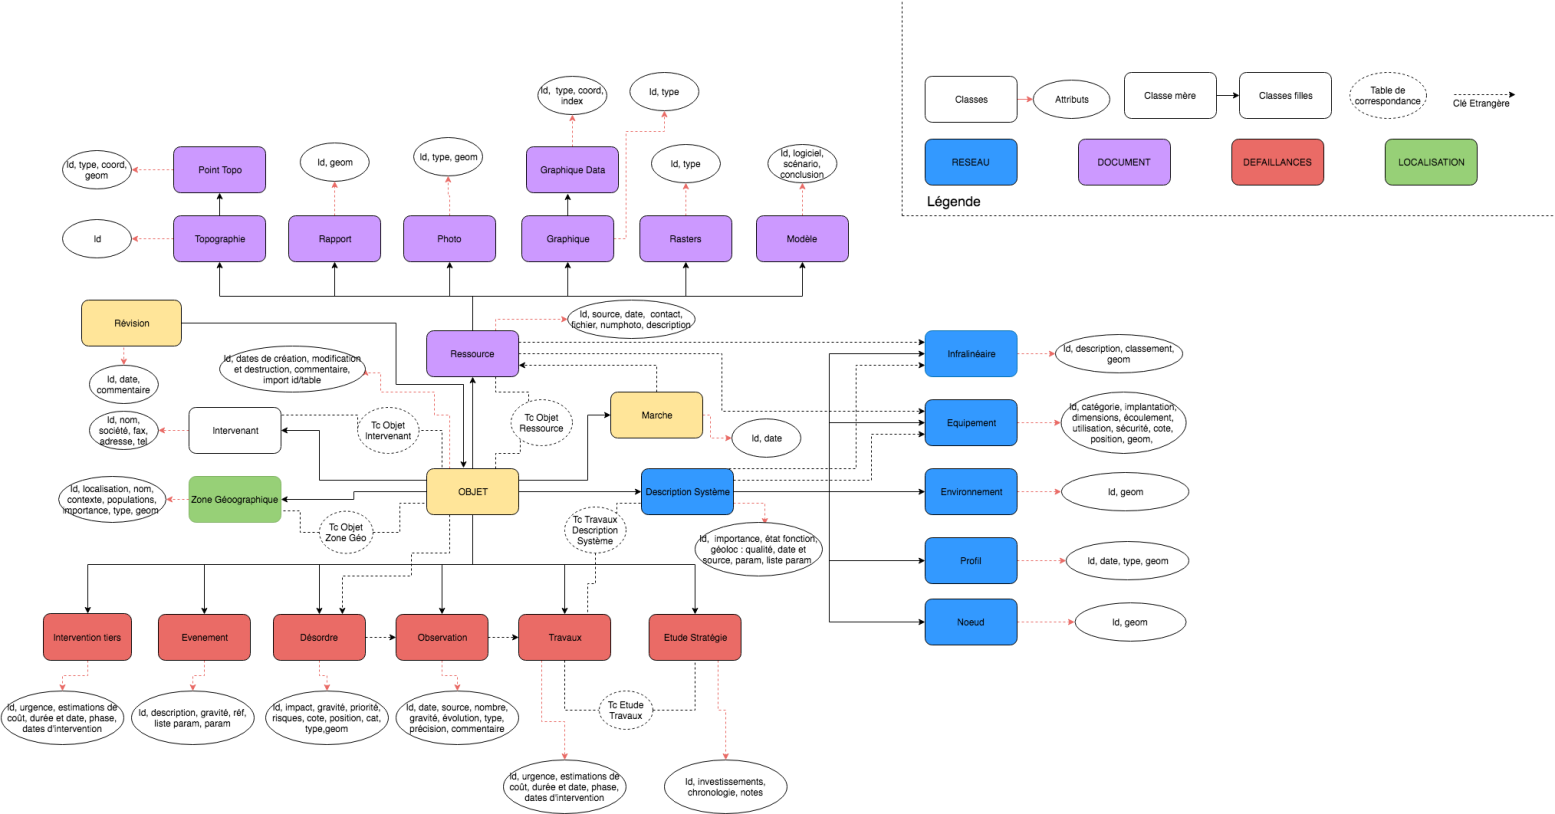 Id, type, coord,
index
Id, type
Id, type, coord,
geom
Point Topo
Id, geom
Id, type, geom
Graphique Data
Id, type
Id, logiciel,
scénario,
conclusion
Id
Topographie
Rapport
Photo
Graphique
Rasters
Modèle
Classes
Attributs
Classe mère
Classes filles
Table de
correspondance
Clé Etrangère
RESEAU
DOCUMENT
DEFAILLANCES
LOCALISATION
Légende
Révision
Id, source, date, contact,
fichier, numphoto, description
Ressource
Id, dates de création, modification
et destruction, commentaire,
import id/table
Id, date,
commentaire
Id, nom,
société, fax,
adresse, tel
Intervenant
Tc Objet
Intervenant
Tc Objet
Ressource
Marche
Id, date
Id, localisation, nom,
contexte, populations,
importance, type, geom
Zone Géographique
OBJET
Description Système
Tc Objet
Zone Géo
Tc Travaux
Description
Système
Id, importance, état fonction,
géoloc : qualité, date et
source, param, liste param
Infralinéaire
Id, description, classement,
geom
Equipement
Id, catégorie, implantation,
dimensions, écoulement,
utilisation, sécurité, cote,
position, geom,
Environnement
Id, geom
Profil
Id, date, type, geom
Noeud
Id, geom
Intervention tiers
Evenement
Désordre
Observation
Travaux
Etude Stratégie
Id, urgence, estimations de
coût, durée et date, phase,
dates d'intervention
Id, description, gravité, réf,
liste param, param
Id, impact, gravité, priorité,
risques, cote, position, cat,
type,geom
Id, date, source, nombre,
gravité, évolution, type,
précision, commentaire
Tc Etude
Travaux
Id, urgence, estimations de
coût, durée et date, phase,
dates d'intervention
Id, investissements,
chronologie, notes